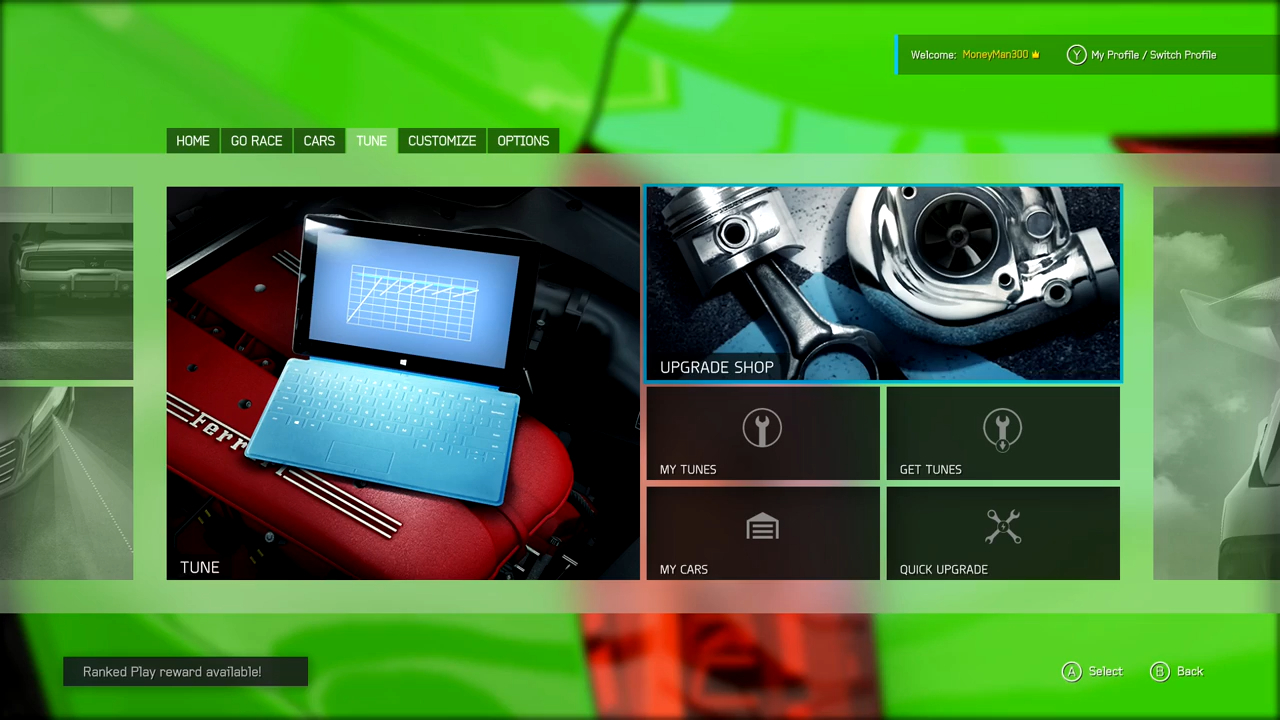 Welcome: MoneyMan300
Y My Profile / Switch Profile
HOME GO RACE CARS TUNE CUSTOMIZE OPTIONS
UPGRADE SHOP
Ferr
MY TUNES
GET TUNES
TUNE
MY CARS
QUICK UPGRADE
Ranked Play reward available!
A Select
B Back